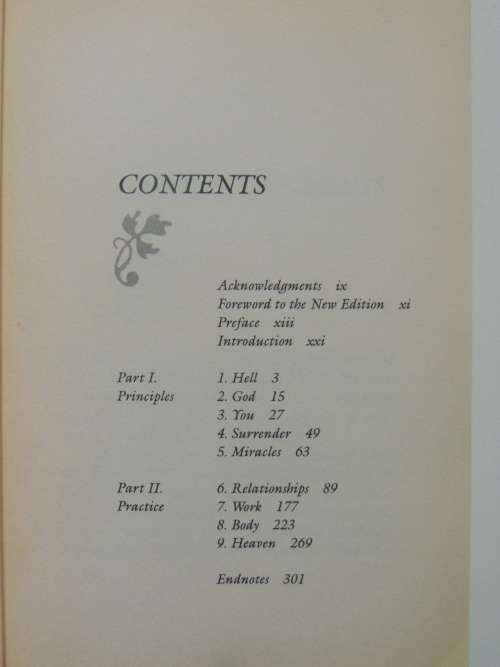 CONTENTS
Acknowledgments ix
Foreword to the New Edition xi
Preface xiii
Introduction xxi
Part I. 1. Hell 3
Principles 2. God 15
3. You 27
4. Surrender 49
5. Miracles 63
Part II. 6. Relationships 89
Practice 7. Work 177
8. Body 223
9. Heaven 269
Endnotes 301